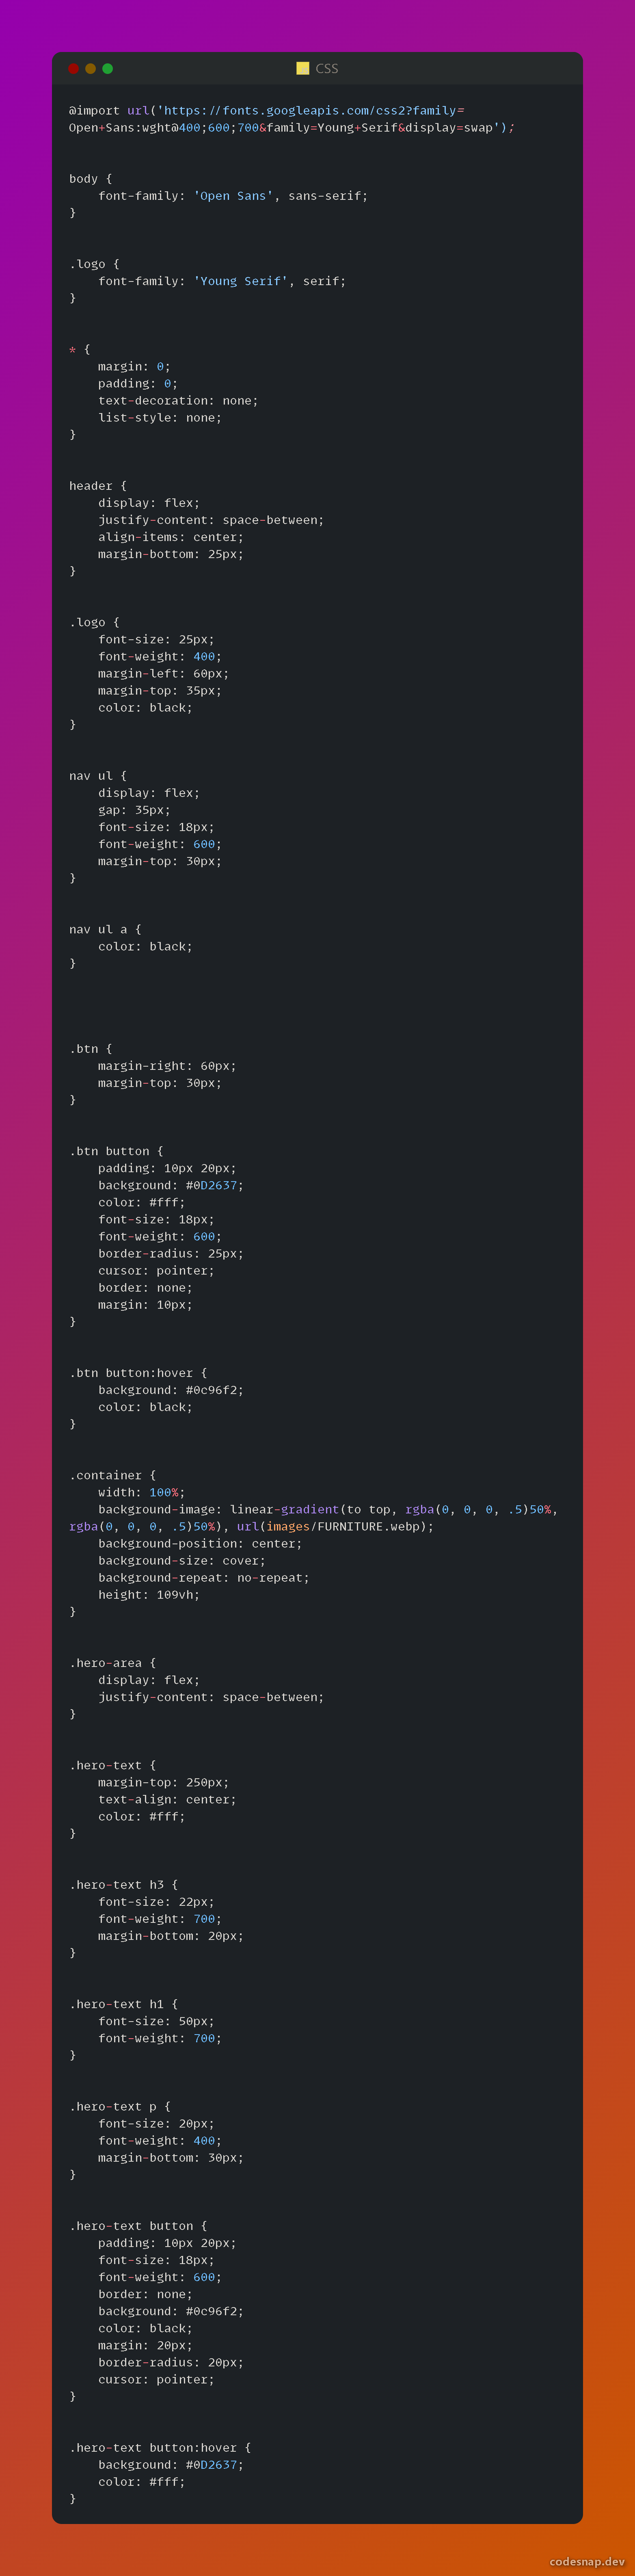 CSS
@import url('https://fonts.googleapis.com/css2?family=
Open+Sans:wght@400;600;700&family=Young+Serif&display=swap');
body {
    font-family: 'Open Sans', sans-serif;
}
.logo {
    font-family: 'Young Serif', serif;
}
* {
    margin: 0;
    padding: 0;
    text-decoration: none;
    list-style: none;
}
header {
    display: flex;
    justify-content: space-between;
    align-items: center;
    margin-bottom: 25px;
}
.logo {
    font-size: 25px;
    font-weight: 400;
    margin-left: 60px;
    margin-top: 35px;
    color: black;
}
nav ul {
    display: flex;
    gap: 35px;
    font-size: 18px;
    font-weight: 600;
    margin-top: 30px;
}
nav ul a {
    color: black;
}
.btn {
    margin-right: 60px;
    margin-top: 30px;
}
.btn button {
    padding: 10px 20px;
    background: #0D2637;
    color: #fff;
    font-size: 18px;
    font-weight: 600;
    border-radius: 25px;
    cursor: pointer;
    border: none;
    margin: 10px;
}
.btn button:hover {
    background: #0c96f2;
    color: black;
}
.container {
    width: 100%;
    background-image: linear-gradient(to top, rgba(0, 0, 0, .5)50%,
rgba(0, 0, 0, .5)50%), url(images/FURNITURE.webp);
    background-position: center;
    background-size: cover;
    background-repeat: no-repeat;
    height: 109vh;
}
.hero-area {
    display: flex;
    justify-content: space-between;
}
.hero-text {
    margin-top: 250px;
    text-align: center;
    color: #fff;
}
.hero-text h3 {
    font-size: 22px;
    font-weight: 700;
    margin-bottom: 20px;
}
.hero-text h1 {
    font-size: 50px;
    font-weight: 700;
}
.hero-text p {
    font-size: 20px;
    font-weight: 400;
    margin-bottom: 30px;
}
.hero-text button {
    padding: 10px 20px;
    font-size: 18px;
    font-weight: 600;
    border: none;
    background: #0c96f2;
    color: black;
    margin: 20px;
    border-radius: 20px;
    cursor: pointer;
}
.hero-text button:hover {
    background: #0D2637;
    color: #fff;
}
codesnap.dev